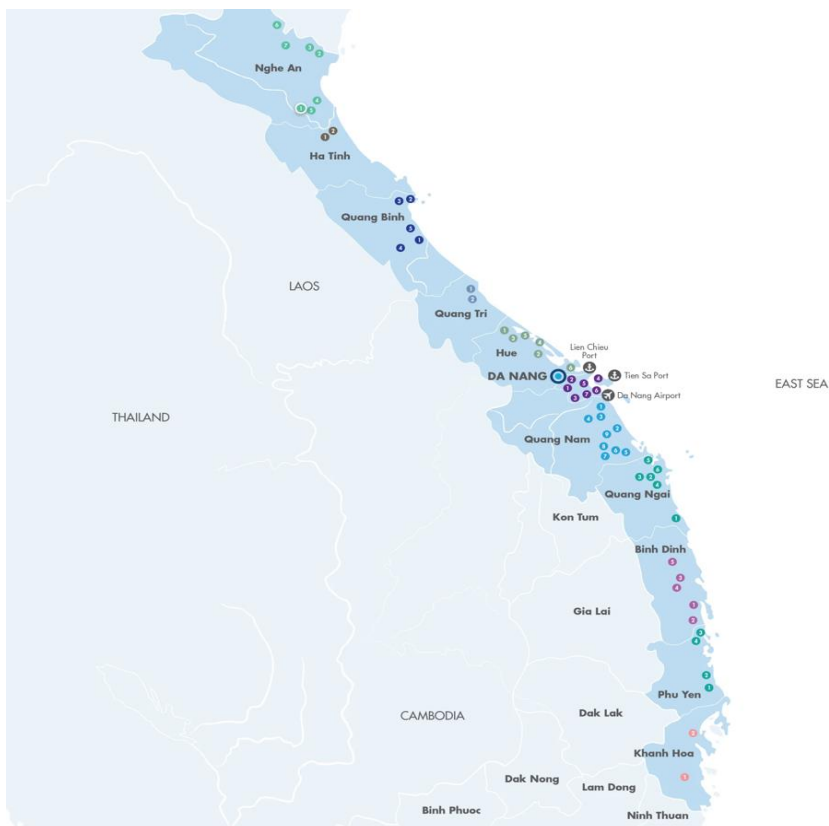 Nghe An
Ha Tinh
Quang Binh
LAOS
Quang Tri
Hue
Lien Chieu
Port
DA NANG
Tien Sa Port
Da Nang Airport
EAST SEA
THAILAND
Quang Nam
Quang Ngai
Kon Tum
Binh Dinh
Gia Lai
Phu Yen
Dak Lak
CAMBODIA
Khanh Hoa
Dak Nong
Lam Dong
Binh Phuoc
Ninh Thuan